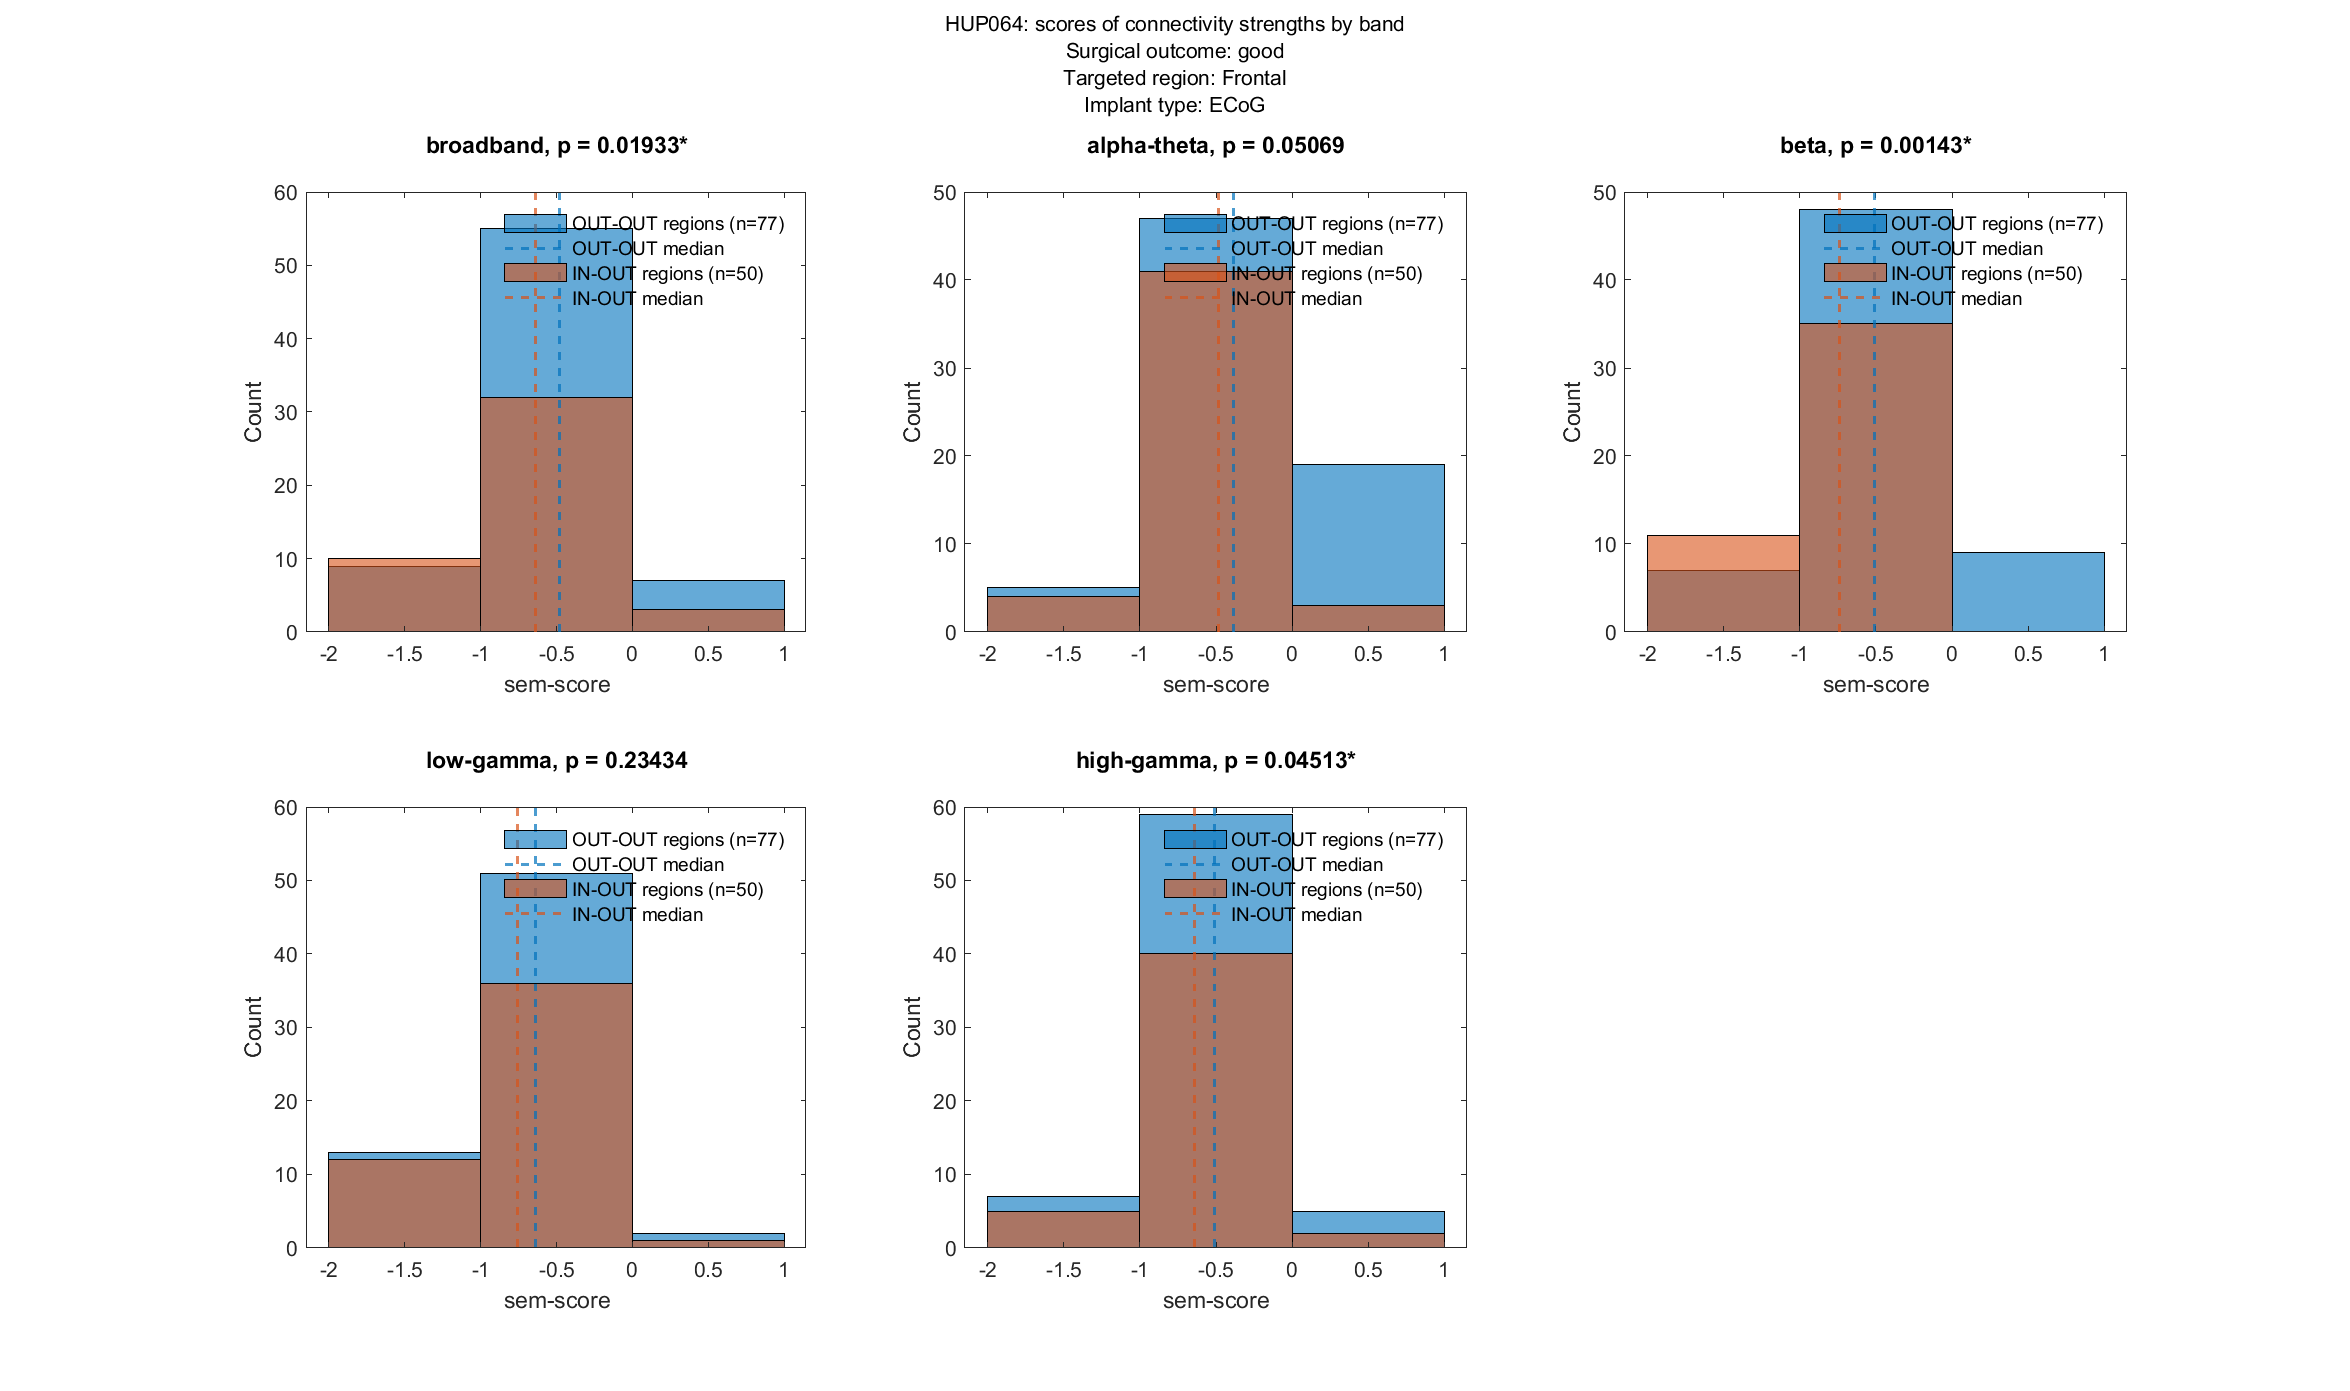 HUP064: scores of connectivity strengths by band
Surgical outcome: good
Targeted region: Frontal
Implant type: ECoG
broadband, p = 0.01933*
60
50
40
30
20
10
0
Count
-2 -1.5 -1 -0.5 0 0.5 1
sem-score
OUT-OUT regions (n=77)
OUT-OUT median
IN-OUT regions (n=50)
IN-OUT median
alpha-theta, p = 0.05069
50
40
30
20
10
0
Count
-2 -1.5 -1 -0.5 0 0.5 1
sem-score
OUT-OUT regions (n=77)
OUT-OUT median
IN-OUT regions (n=50)
IN-OUT median
beta, p = 0.00143*
50
40
30
20
10
0
Count
-2 -1.5 -1 -0.5 0 0.5 1
sem-score
OUT-OUT regions (n=77)
OUT-OUT median
IN-OUT regions (n=50)
IN-OUT median
low-gamma, p = 0.23434
60
50
40
30
20
10
0
Count
-2 -1.5 -1 -0.5 0 0.5 1
sem-score
OUT-OUT regions (n=77)
OUT-OUT median
IN-OUT regions (n=50)
IN-OUT median
high-gamma, p = 0.04513*
60
50
40
30
20
10
0
Count
-2 -1.5 -1 -0.5 0 0.5 1
sem-score
OUT-OUT regions (n=77)
OUT-OUT median
IN-OUT regions (n=50)
IN-OUT median